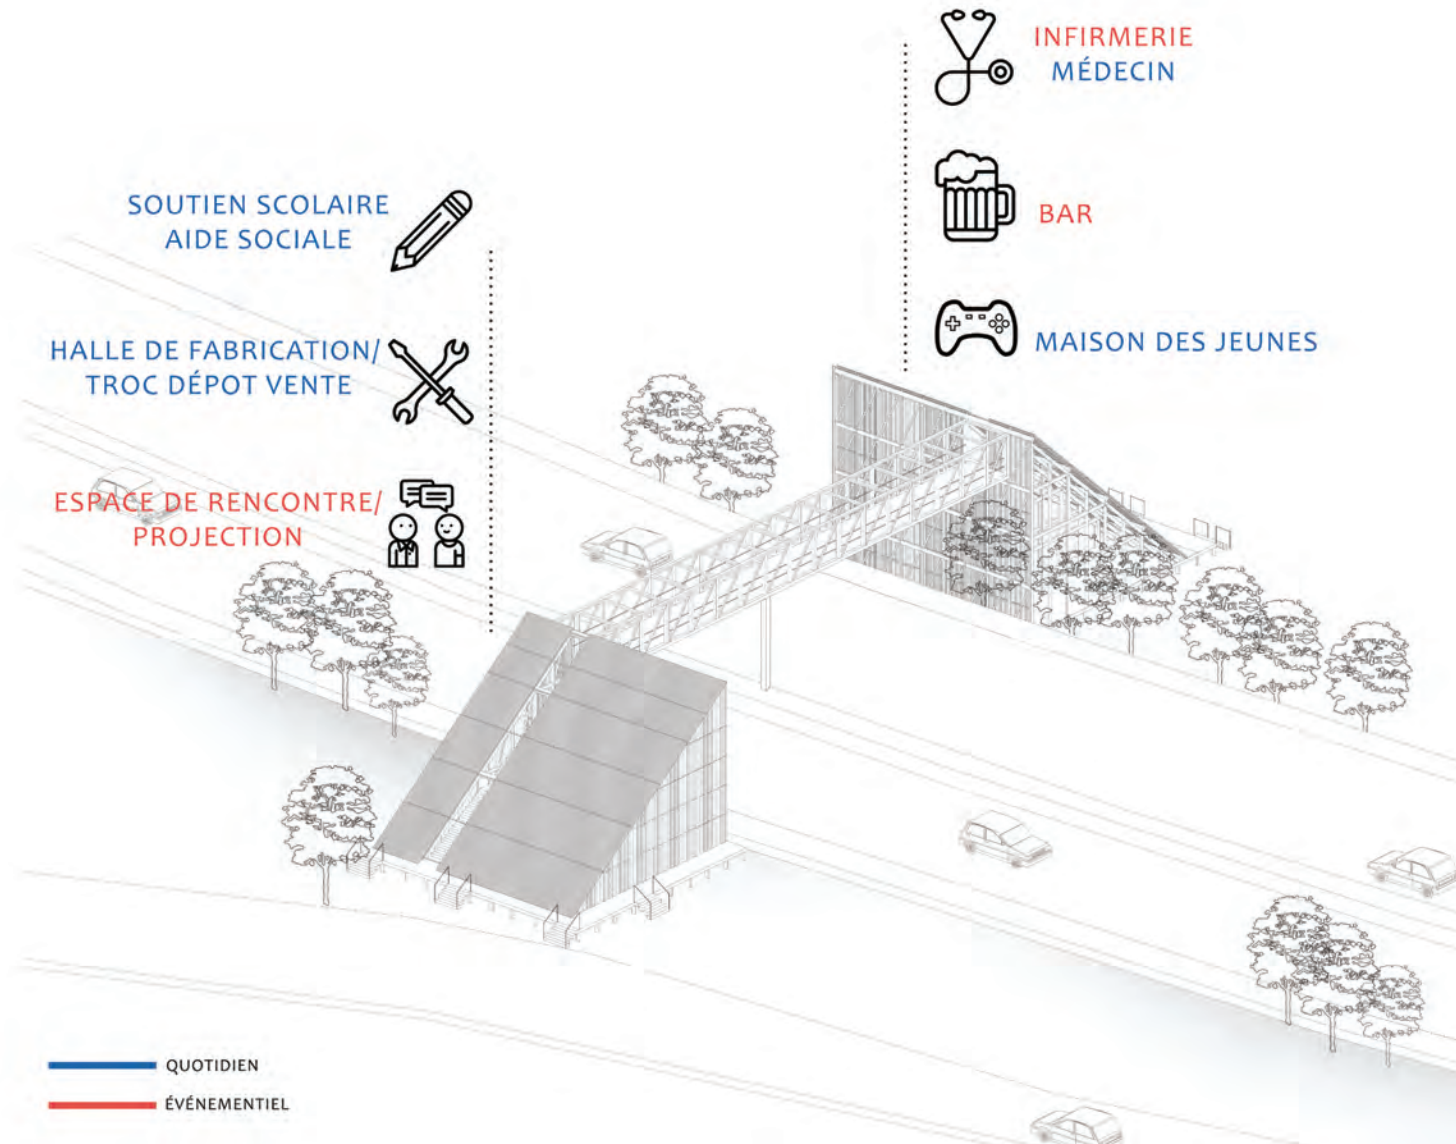 INFIRMERIE
MÉDECIN
BAR
MAISON DES JEUNES
SOUTIEN SCOLAIRE
AIDE SOCIALE
HALLE DE FABRICATION/
TROC DÉPOT VENTE
ESPACE DE RENCONTRE/
PROJECTION
QUOTIDIEN
ÉVÉNEMENTIEL